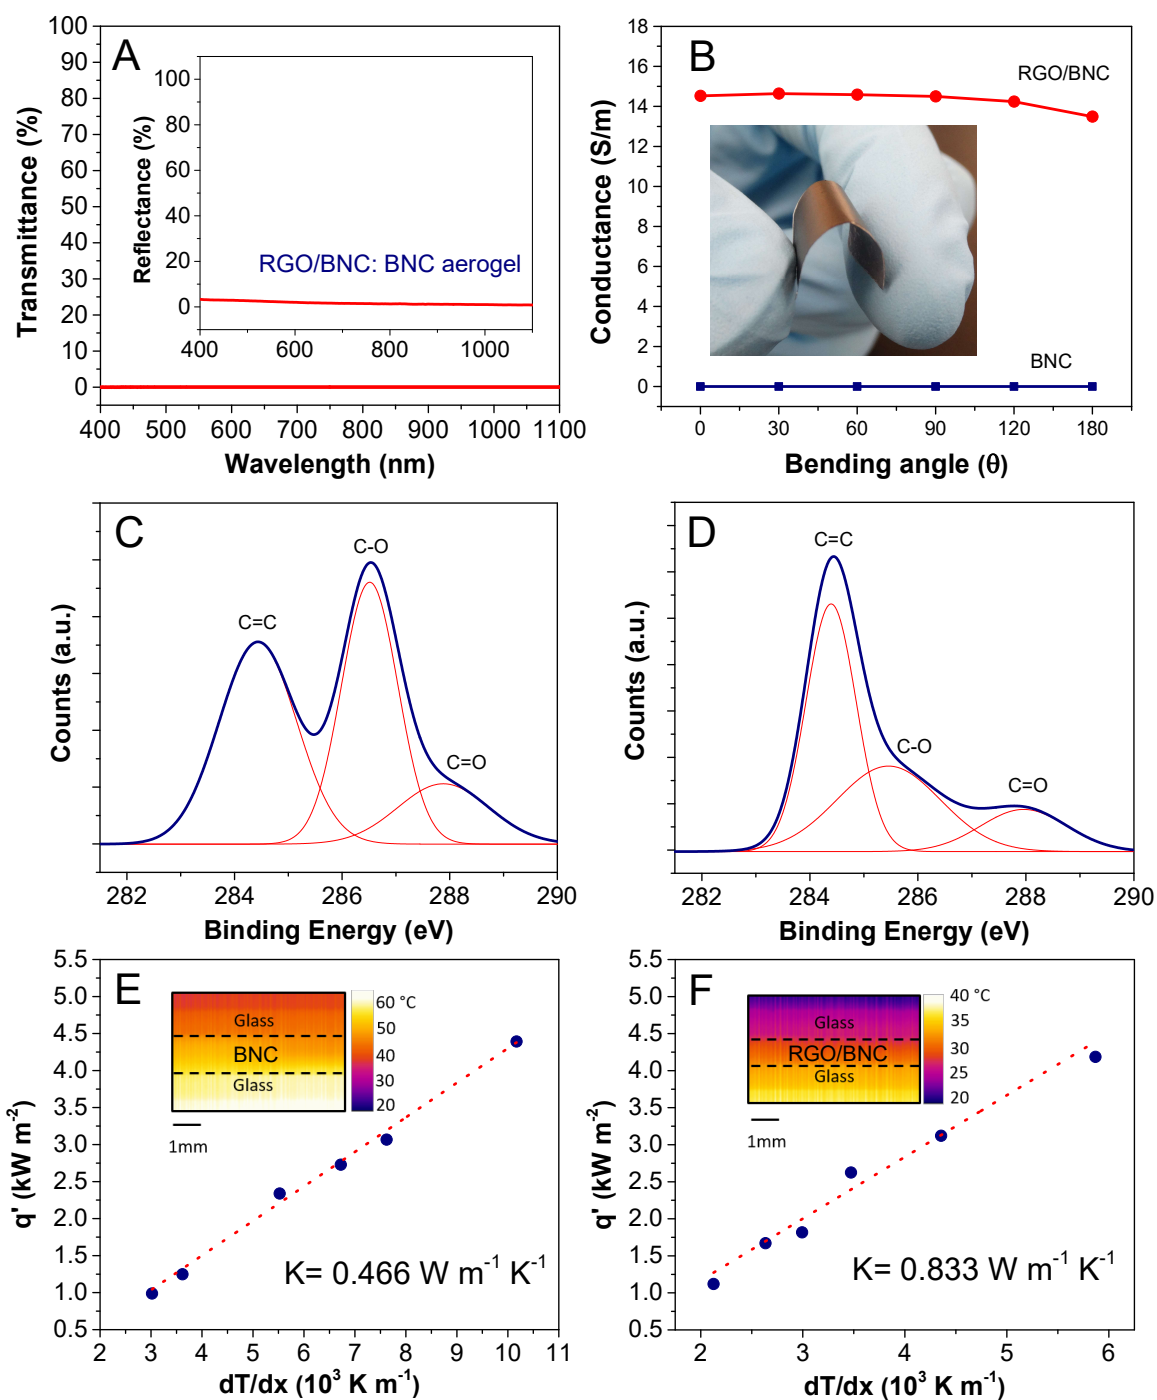 A
Transmittance (%)
100
90
80
70
60
50
40
30
20
10
0
400 500 600 700 800 900 1000 1100
Wavelength (nm)
Reflectance (%)
100
80
60
40
20
0
RGO/BNC: BNC aerogel
400 600 800 1000
B
Conductance (S/m)
18
16
14
12
10
8
6
4
2
0
RGO/BNC
BNC
0 30 60 90 120 180
Bending angle (θ)
C
Counts (a.u.)
C=C
C-O
C=O
282 284 286 288 290
Binding Energy (eV)
D
Counts (a.u.)
C=C
C-O
C=O
282 284 286 288 290
Binding Energy (eV)
E
q' (kW m⁻²)
5.5
5.0
4.5
4.0
3.5
3.0
2.5
2.0
1.5
1.0
0.5
Glass
BNC
Glass
60 °C
50
40
30
20
1mm
K= 0.466 W m⁻¹ K⁻¹
2 3 4 5 6 7 8 9 10 11
dT/dx (10³ K m⁻¹)
F
q' (kW m⁻²)
5.5
5.0
4.5
4.0
3.5
3.0
2.5
2.0
1.5
1.0
0.5
Glass
RGO/BNC
Glass
40 °C
35
30
25
20
1mm
K= 0.833 W m⁻¹ K⁻¹
2 3 4 5 6
dT/dx (10³ K m⁻¹)